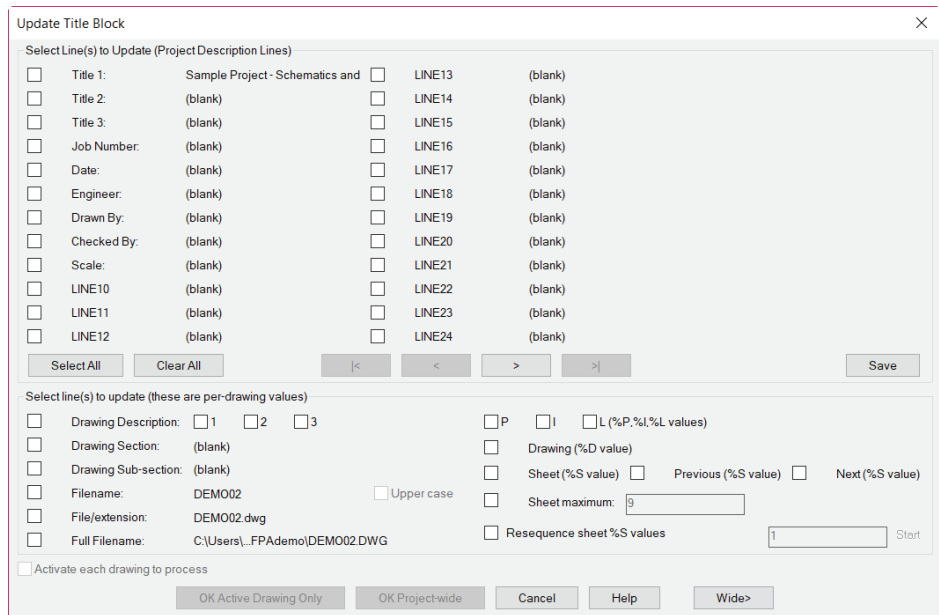 Update Title Block
Select Line(s) to Update (Project Description Lines)
Title 1: Sample Project - Schematics and LINE13 (blank)
Title 2: (blank) LINE14 (blank)
Title 3: (blank) LINE15 (blank)
Job Number: (blank) LINE16 (blank)
Date: (blank) LINE17 (blank)
Engineer: (blank) LINE18 (blank)
Drawn By: (blank) LINE19 (blank)
Checked By: (blank) LINE20 (blank)
Scale: (blank) LINE21 (blank)
LINE10 (blank) LINE22 (blank)
LINE11 (blank) LINE23 (blank)
LINE12 (blank) LINE24 (blank)
Select All Clear All |< < > >| Save
Select line(s) to update (these are per-drawing values)
Drawing Description: 1 2 3 P I L (%P,%I,%L values)
Drawing Section: (blank) Drawing (%D value)
Drawing Sub-section: (blank) Sheet (%S value) Previous (%S value) Next (%S value)
Filename: DEMO02 Upper case Sheet maximum: 9
File/extension: DEMO02.dwg Resequence sheet %S values 1 Start
Full Filename: C:\Users\...FPAdemo\DEMO02.DWG
Activate each drawing to process
OK Active Drawing Only OK Project-wide Cancel Help Wide>